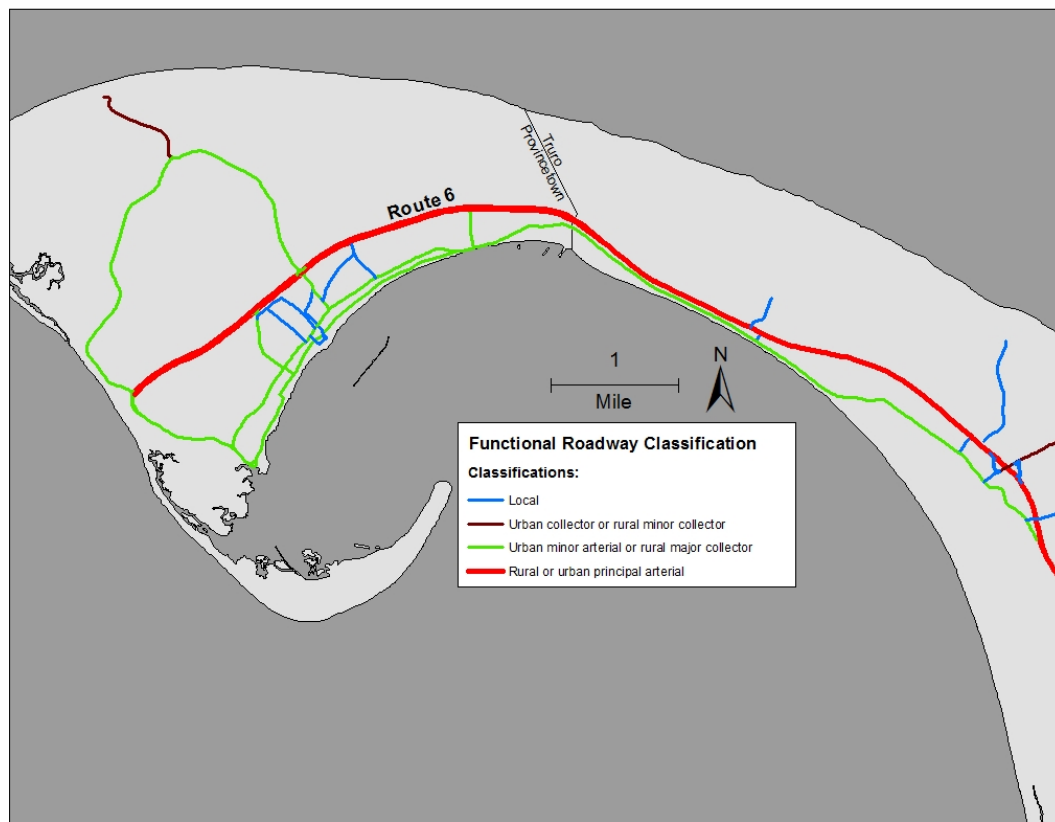 Truro
Provincetown
Route 6
1
Mile
N
Functional Roadway Classification
Classifications:
Local
Urban collector or rural minor collector
Urban minor arterial or rural major collector
Rural or urban principal arterial